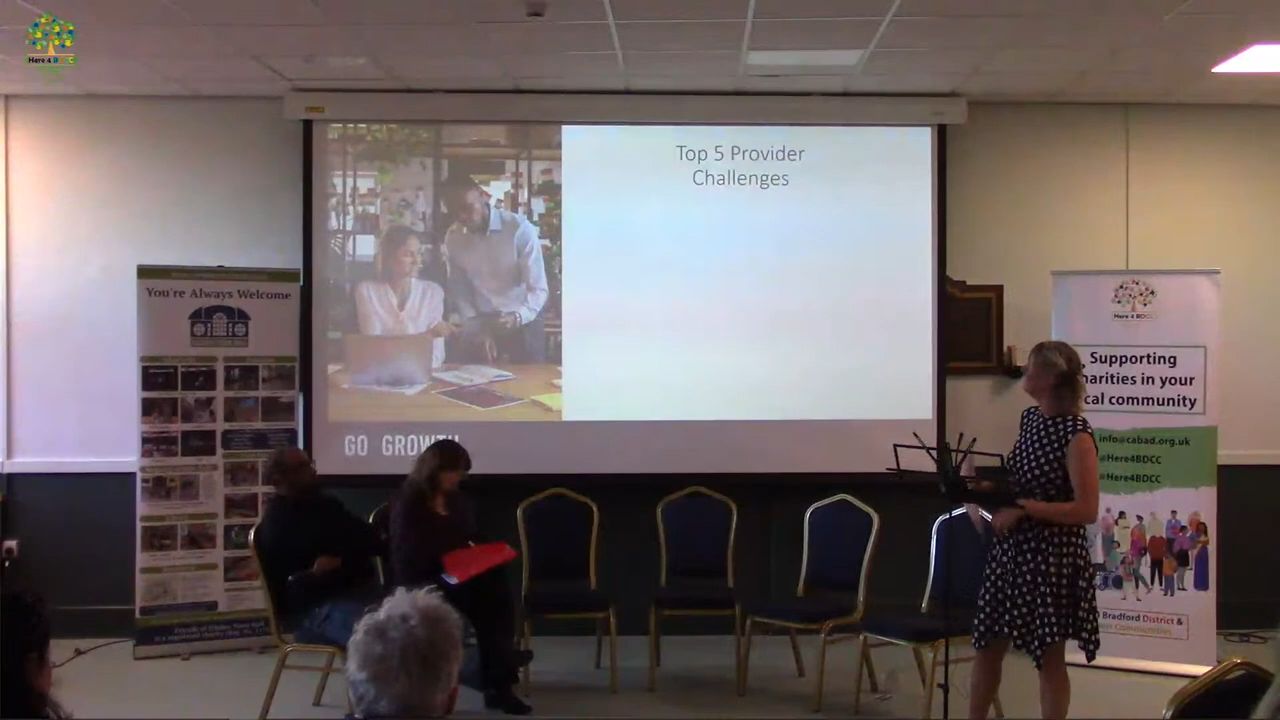 Here 4 BDCC
Top 5 Provider
Challenges
GO GROWTH
You're Always Welcome
Here 4 BDCC
Supporting
harities in your
cal community
info@cabad.org.uk
@Here4BDCC
@Here4BDCC
Bradford District &